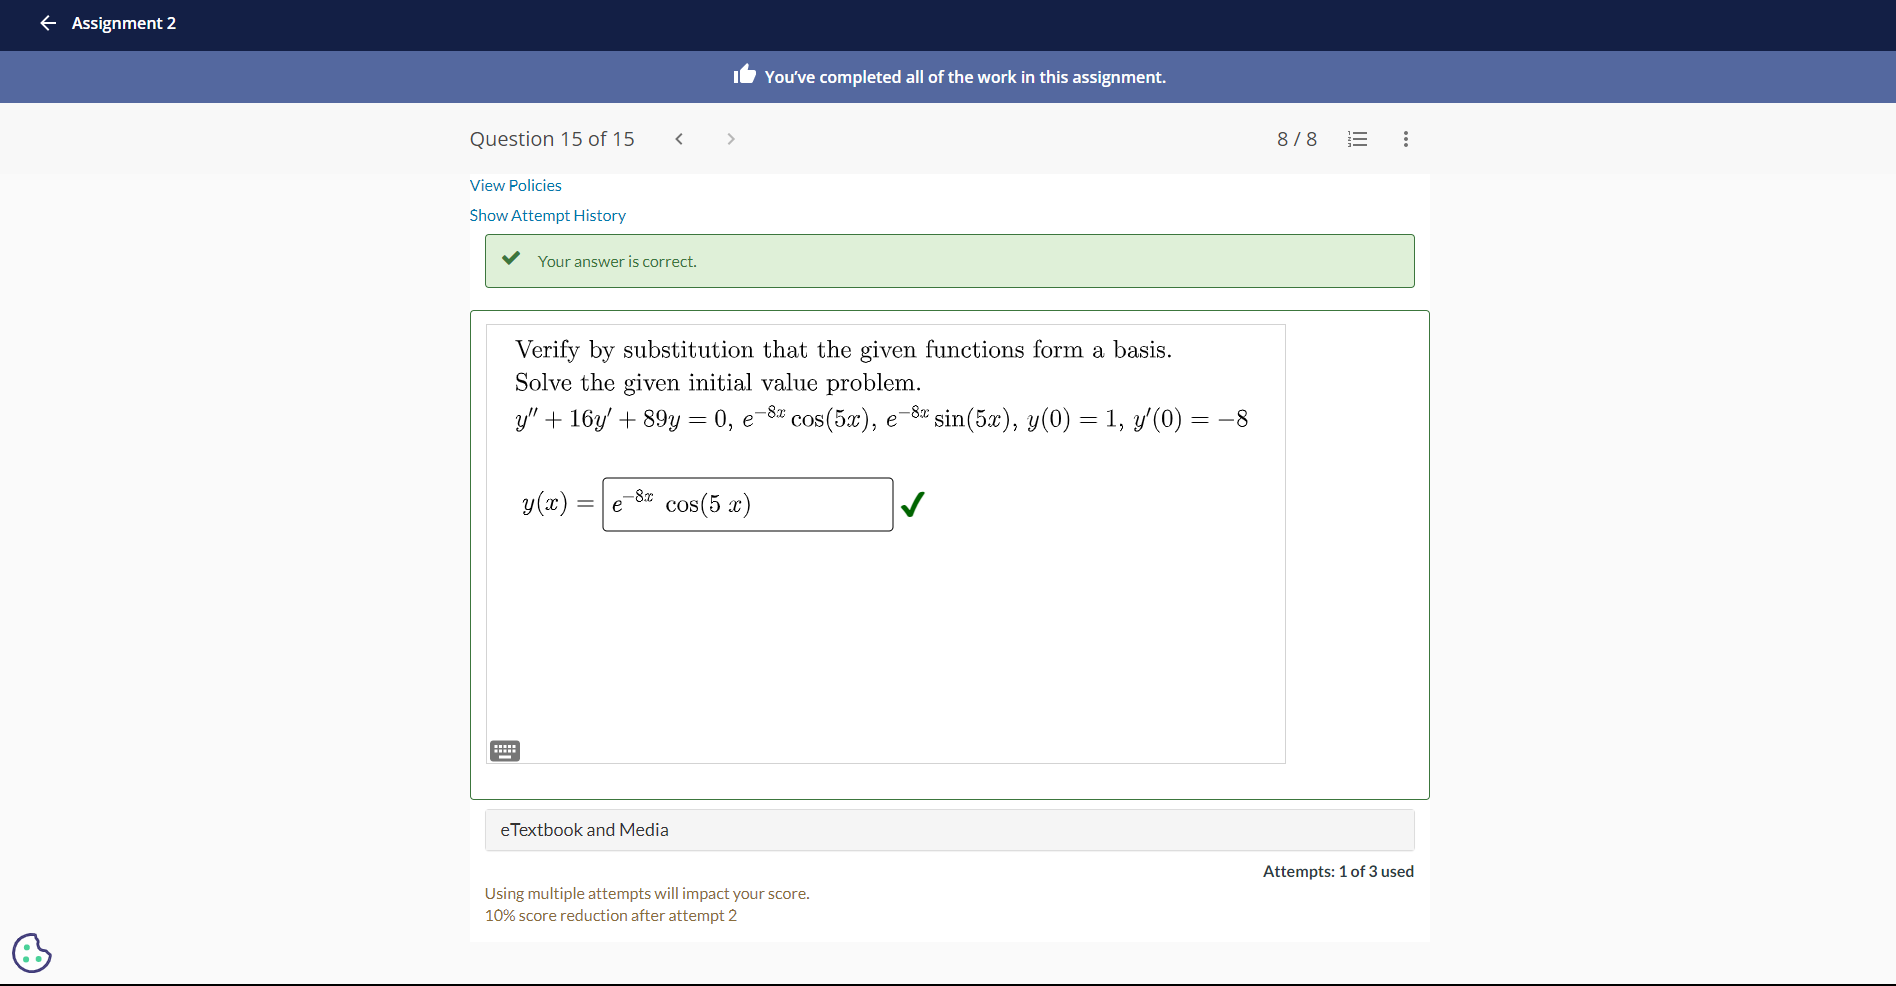 Assignment 2
You've completed all of the work in this assignment.
Question 15 of 15
8 / 8
View Policies
Show Attempt History
Your answer is correct.
Verify by substitution that the given functions form a basis.
Solve the given initial value problem.
y″ + 16y′ + 89y = 0, e^{−8x} cos(5x), e^{−8x} sin(5x), y(0) = 1, y′(0) = −8
y(x) = e^{−8x} cos(5 x)
eTextbook and Media
Attempts: 1 of 3 used
Using multiple attempts will impact your score.
10% score reduction after attempt 2